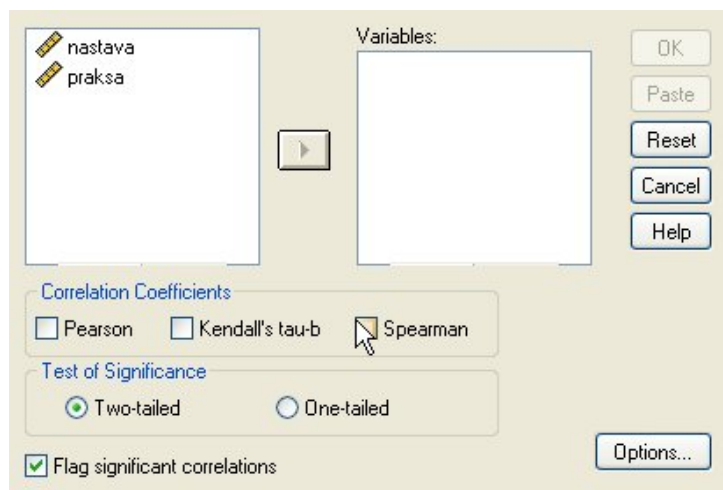 nastava
praksa
Variables:
OK
Paste
Reset
Cancel
Help
Correlation Coefficients
Pearson
Kendall's tau-b
Spearman
Test of Significance
Two-tailed
One-tailed
Flag significant correlations
Options...